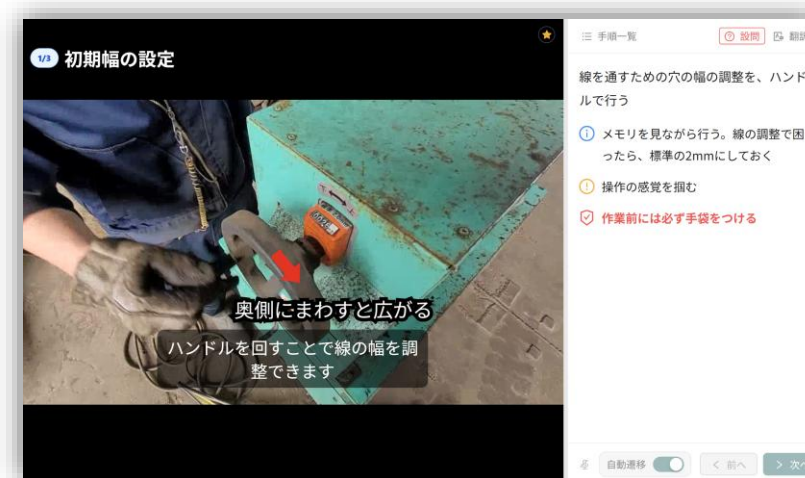 1/3 初期幅の設定
奥側にまわすと広がる
ハンドルを回すことで線の幅を調
整できます
手順一覧
設問
翻訳
線を通すための穴の幅の調整を、ハンド
ルで行う
メモリを見ながら行う。線の調整で困
ったら、標準の2mmにしておく
操作の感覚を掴む
作業前には必ず手袋をつける
自動遷移
< 前へ
> 次へ